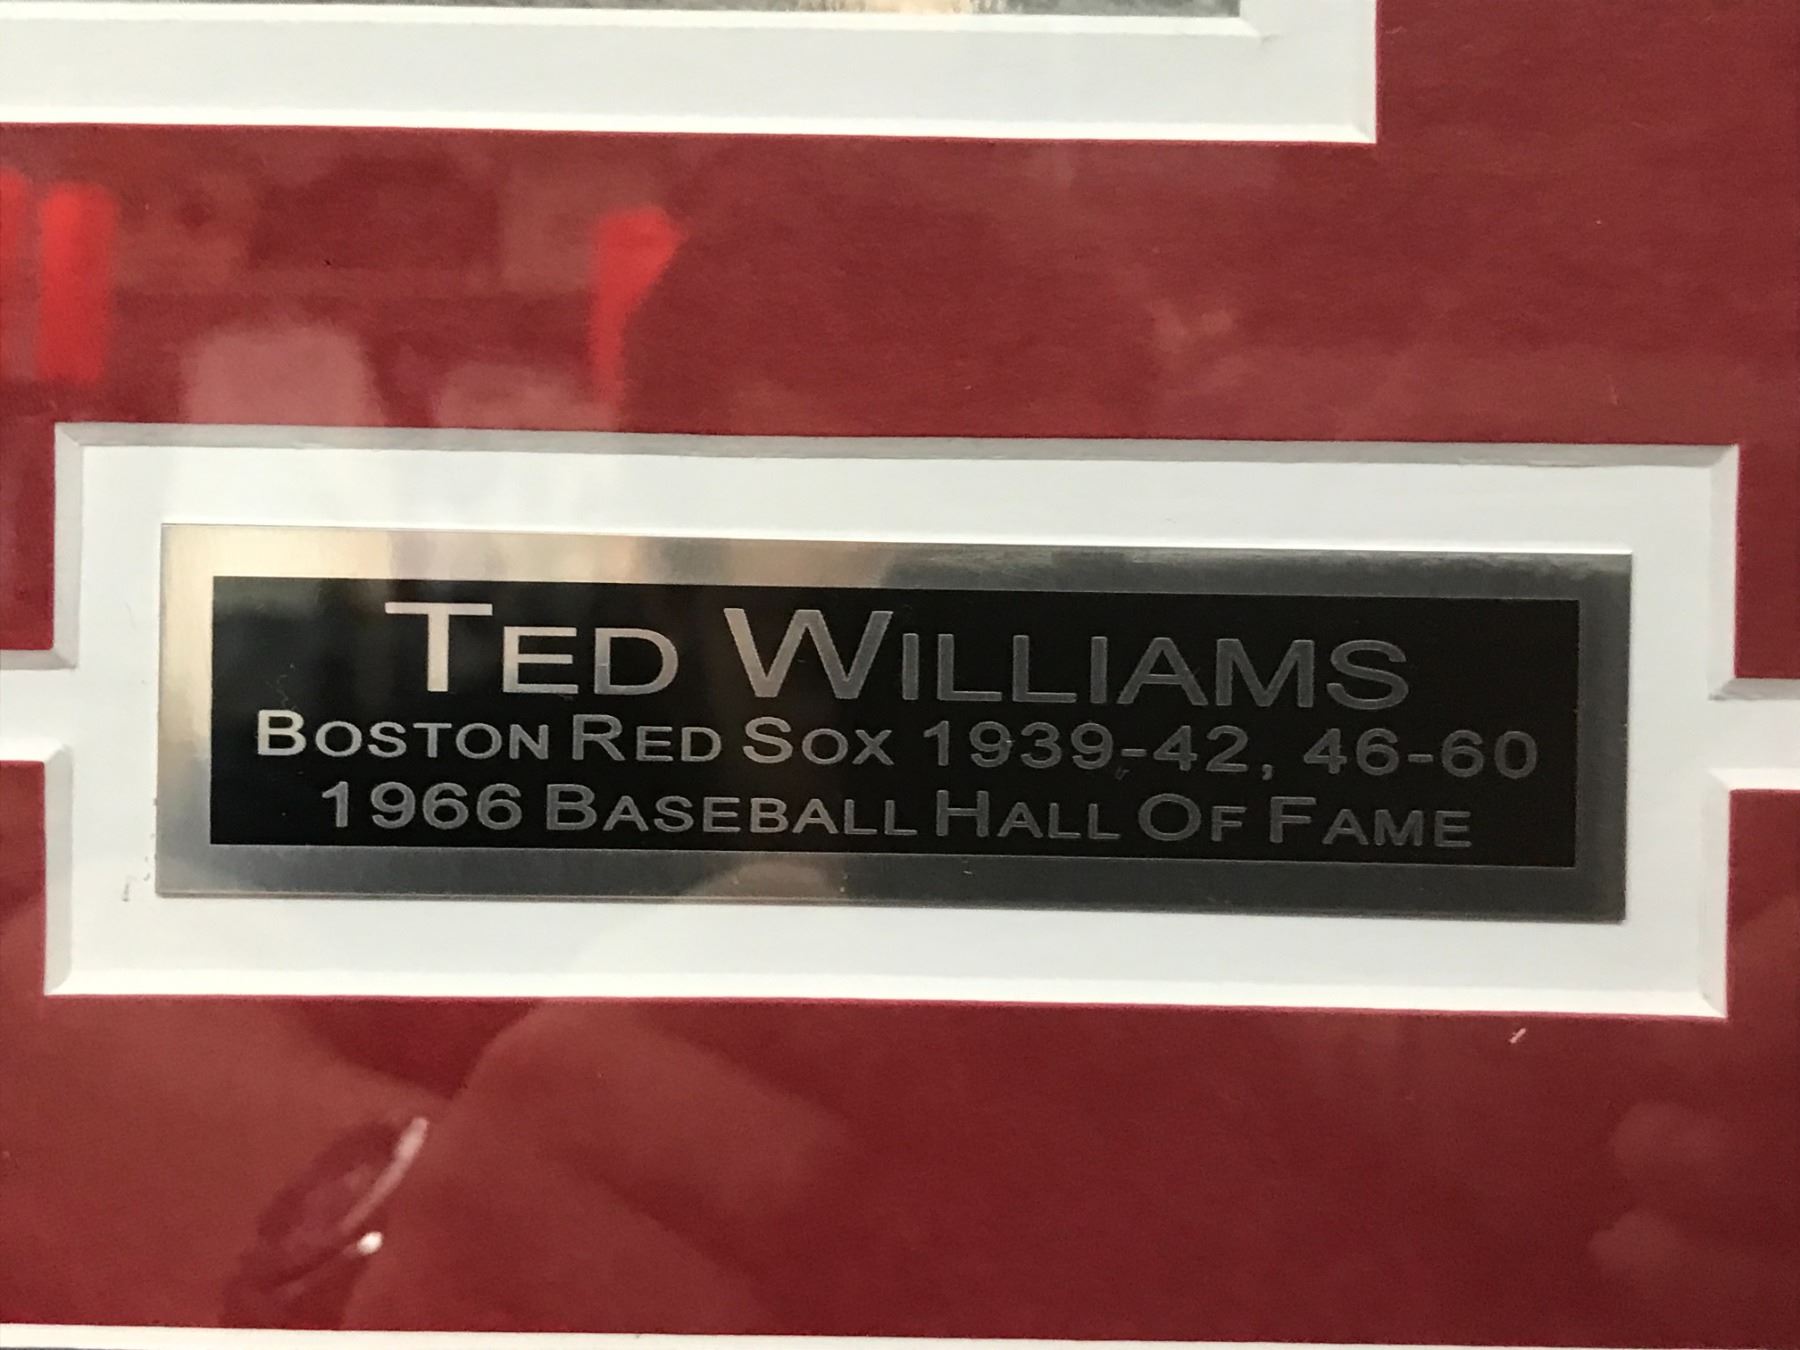 TED WILLIAMS
BOSTON RED SOX 1939-42, 46-60
1966 BASEBALL HALL OF FAME